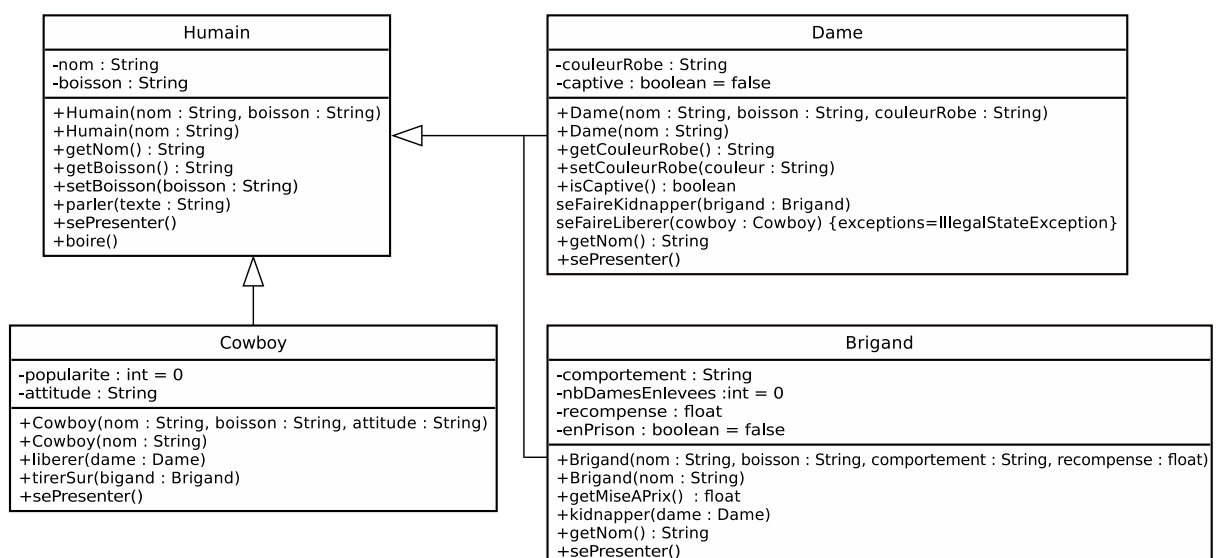 Humain
-nom : String
-boisson : String
+Humain(nom : String, boisson : String)
+Humain(nom : String)
+getNom() : String
+getBoisson() : String
+setBoisson(boisson : String)
+parler(texte : String)
+sePresenter()
+boire()
Dame
-couleurRobe : String
-captive : boolean = false
+Dame(nom : String, boisson : String, couleurRobe : String)
+Dame(nom : String)
+getCouleurRobe() : String
+setCouleurRobe(couleur : String)
+isCaptive() : boolean
seFaireKidnapper(brigand : Brigand)
seFaireLiberer(cowboy : Cowboy) {exceptions=IllegalStateException}
+getNom() : String
+sePresenter()
Cowboy
-popularite : int = 0
-attitude : String
+Cowboy(nom : String, boisson : String, attitude : String)
+Cowboy(nom : String)
+liberer(dame : Dame)
+tirerSur(bigand : Brigand)
+sePresenter()
Brigand
-comportement : String
-nbDamesEnlevees :int = 0
-recompense : float
-enPrison : boolean = false
+Brigand(nom : String, boisson : String, comportement : String, recompense : float)
+Brigand(nom : String)
+getMiseAPrix() : float
+kidnapper(dame : Dame)
+getNom() : String
+sePresenter()